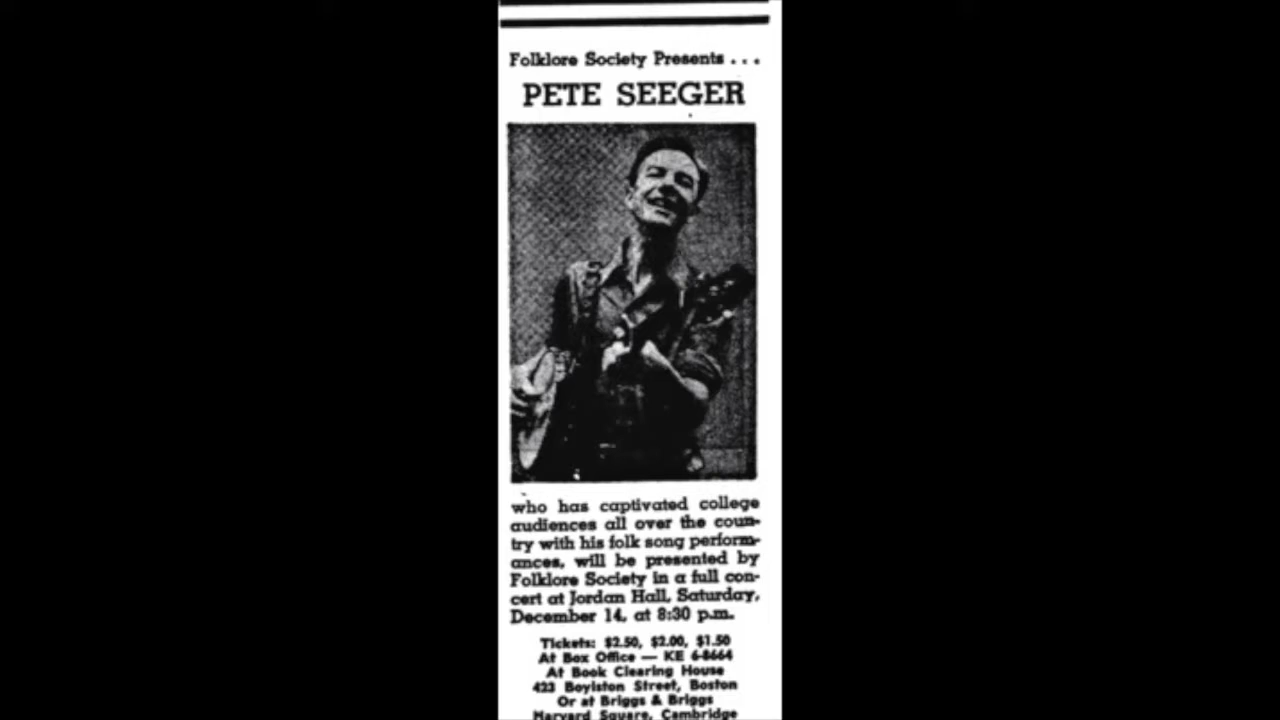 Folklore Society Presents . . .
PETE SEEGER
who has captivated college
audiences all over the coun-
try with his folk song perform-
ances, will be presented by
Folklore Society in a full con-
cert at Jordan Hall, Saturday,
December 14, at 8:30 p.m.
Tickets: $2.50, $2.00, $1.50
At Box Office — KE 6-8664
At Book Clearing House
423 Boylston Street, Boston
Or at Briggs & Briggs
Harvard Square, Cambridge